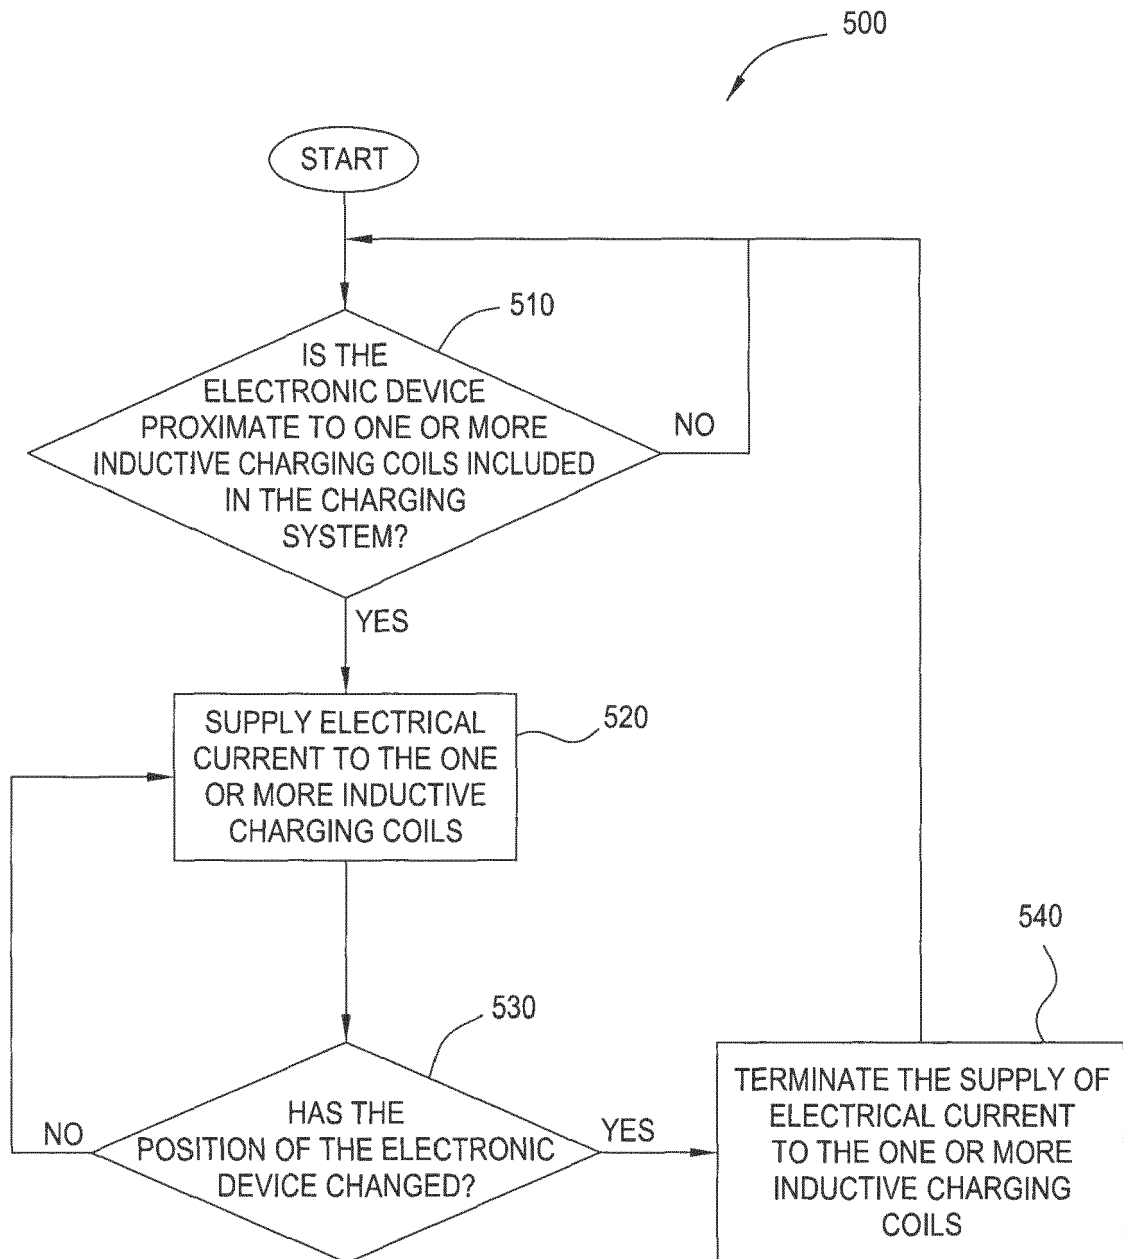 500
START
510
IS THE
ELECTRONIC DEVICE
PROXIMATE TO ONE OR MORE
INDUCTIVE CHARGING COILS INCLUDED
IN THE CHARGING
SYSTEM?
NO
YES
520
SUPPLY ELECTRICAL
CURRENT TO THE ONE
OR MORE INDUCTIVE
CHARGING COILS
530
HAS THE
POSITION OF THE ELECTRONIC
DEVICE CHANGED?
NO
YES
540
TERMINATE THE SUPPLY OF
ELECTRICAL CURRENT
TO THE ONE OR MORE
INDUCTIVE CHARGING
COILS